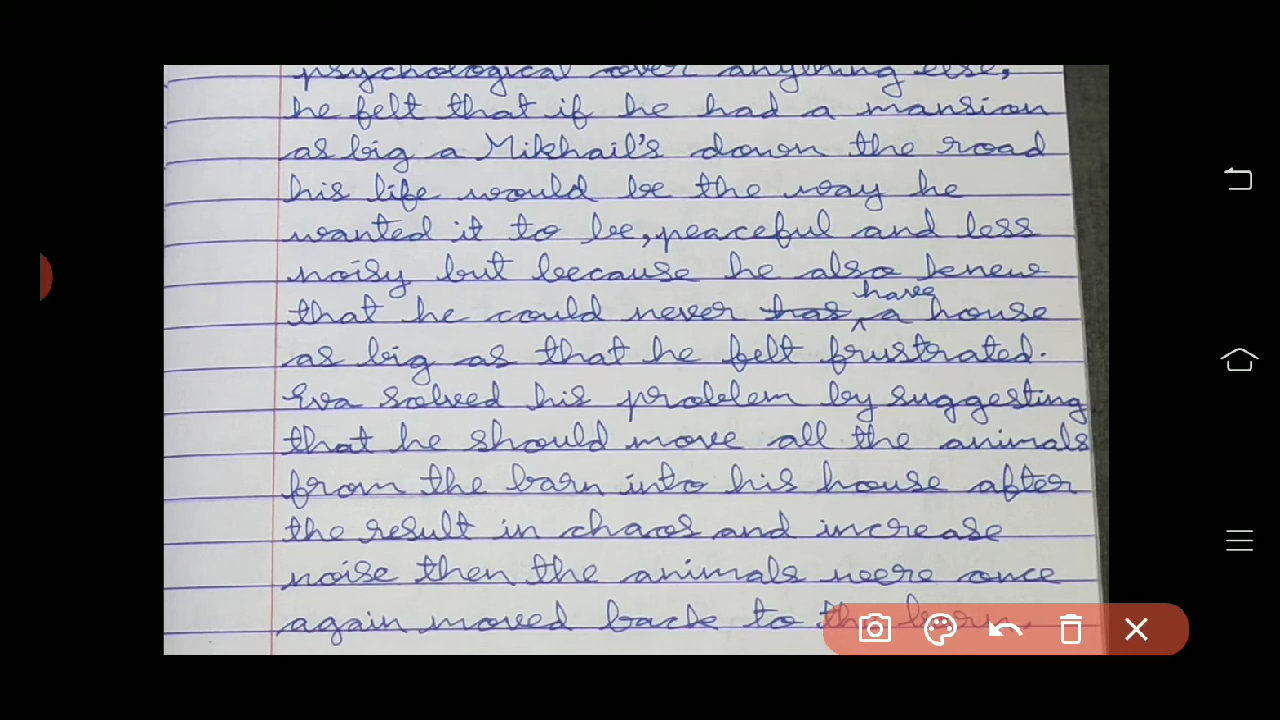 psychological over anything else,
he felt that if he had a mansion
as big a Mikhail's down the road
his life would be the way he
wanted it to be, peaceful and less
noisy but because he also knew
that he could never has have a house
as big as that he felt frustrated.
Eva solved his problem by suggesting
that he should move all the animals
from the barn into his house after
the result in chaos and increase
noise then the animals were once
again moved back to the barn.